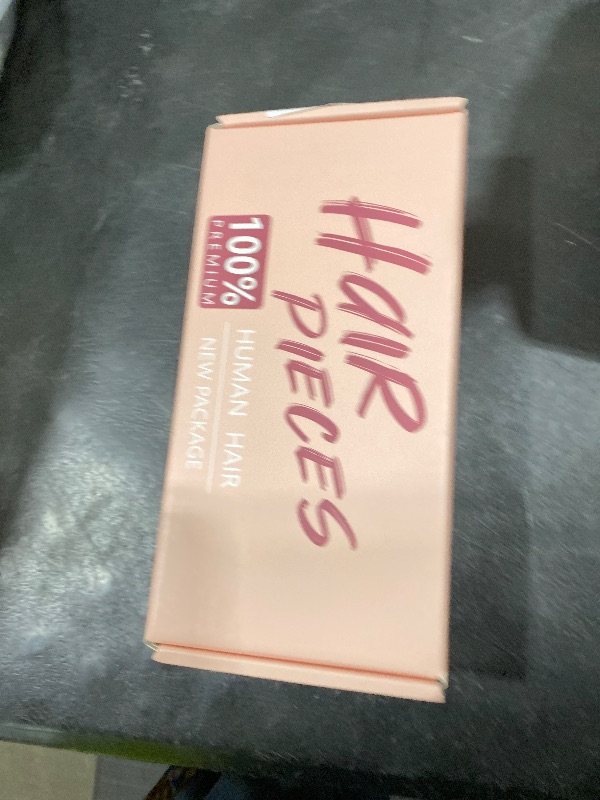 HaIR
PIECES
100%
PREMIUM
HUMAN HAIR
NEW PACKAGE